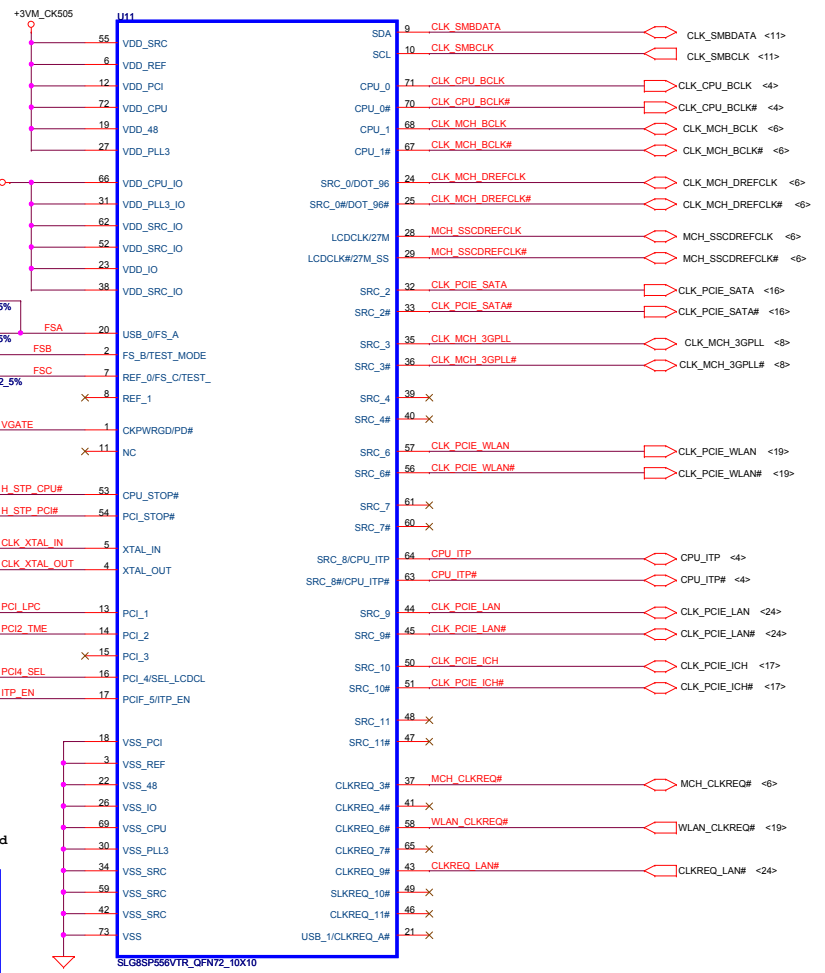 +3VM_CK505
U11
55 VDD_SRC
6 VDD_REF
12 VDD_PCI
72 VDD_CPU
19 VDD_48
27 VDD_PLL3
66 VDD_CPU_IO
31 VDD_PLL3_IO
62 VDD_SRC_IO
52 VDD_SRC_IO
23 VDD_IO
38 VDD_SRC_IO
5%
FSA 20 USB_0/FS_A
5%
FSB 2 FS_B/TEST_MODE
FSC 7 REF_0/FS_C/TEST_
2_5%
8 REF_1
VGATE 1 CKPWRGD/PD#
11 NC
H_STP_CPU# 53 CPU_STOP#
H_STP_PCI# 54 PCI_STOP#
CLK_XTAL_IN 5 XTAL_IN
CLK_XTAL_OUT 4 XTAL_OUT
PCI_LPC 13 PCI_1
PCI2_TME 14 PCI_2
15 PCI_3
PCI4_SEL 16 PCI_4/SEL_LCDCL
ITP_EN 17 PCIF_5/ITP_EN
18 VSS_PCI
3 VSS_REF
22 VSS_48
26 VSS_IO
69 VSS_CPU
d
30 VSS_PLL3
34 VSS_SRC
59 VSS_SRC
42 VSS_SRC
73 VSS
SDA 9 CLK_SMBDATA CLK_SMBDATA <11>
SCL 10 CLK_SMBCLK CLK_SMBCLK <11>
CPU_0 71 CLK_CPU_BCLK CLK_CPU_BCLK <4>
CPU_0# 70 CLK_CPU_BCLK# CLK_CPU_BCLK# <4>
CPU_1 68 CLK_MCH_BCLK CLK_MCH_BCLK <6>
CPU_1# 67 CLK_MCH_BCLK# CLK_MCH_BCLK# <6>
SRC_0/DOT_96 24 CLK_MCH_DREFCLK CLK_MCH_DREFCLK <6>
SRC_0#/DOT_96# 25 CLK_MCH_DREFCLK# CLK_MCH_DREFCLK# <6>
LCDCLK/27M 28 MCH_SSCDREFCLK MCH_SSCDREFCLK <6>
LCDCLK#/27M_SS 29 MCH_SSCDREFCLK# MCH_SSCDREFCLK# <6>
SRC_2 32 CLK_PCIE_SATA CLK_PCIE_SATA <16>
SRC_2# 33 CLK_PCIE_SATA# CLK_PCIE_SATA# <16>
SRC_3 35 CLK_MCH_3GPLL CLK_MCH_3GPLL <8>
SRC_3# 36 CLK_MCH_3GPLL# CLK_MCH_3GPLL# <8>
SRC_4 39
SRC_4# 40
SRC_6 57 CLK_PCIE_WLAN CLK_PCIE_WLAN <19>
SRC_6# 56 CLK_PCIE_WLAN# CLK_PCIE_WLAN# <19>
SRC_7 61
SRC_7# 60
SRC_8/CPU_ITP 64 CPU_ITP CPU_ITP <4>
SRC_8#/CPU_ITP# 63 CPU_ITP# CPU_ITP# <4>
SRC_9 44 CLK_PCIE_LAN CLK_PCIE_LAN <24>
SRC_9# 45 CLK_PCIE_LAN# CLK_PCIE_LAN# <24>
SRC_10 50 CLK_PCIE_ICH CLK_PCIE_ICH <17>
SRC_10# 51 CLK_PCIE_ICH# CLK_PCIE_ICH# <17>
SRC_11 48
SRC_11# 47
CLKREQ_3# 37 MCH_CLKREQ# MCH_CLKREQ# <6>
CLKREQ_4# 41
CLKREQ_6# 58 WLAN_CLKREQ# WLAN_CLKREQ# <19>
CLKREQ_7# 65
CLKREQ_9# 43 CLKREQ_LAN# CLKREQ_LAN# <24>
SLKREQ_10# 49
CLKREQ_11# 46
USB_1/CLKREQ_A# 21
SLG8SP556VTR_QFN72_10X10